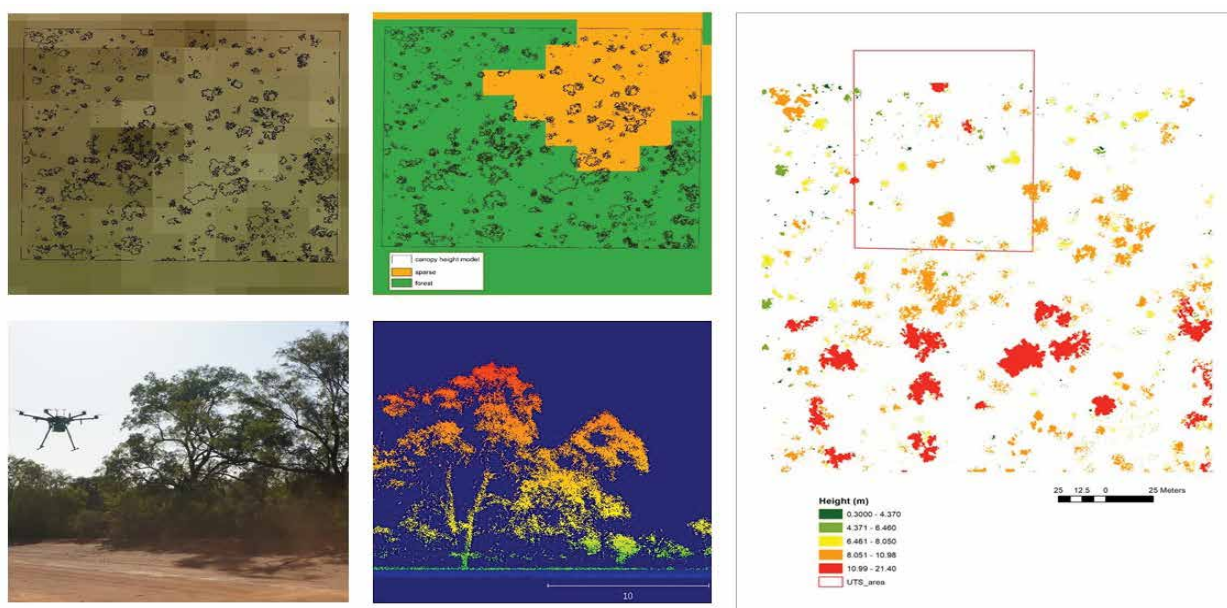 canopy height model
sparse
forest
10
25 12.5 0 25 Meters
Height (m)
0.3000 - 4.370
4.371 - 6.460
6.461 - 8.050
8.051 - 10.98
10.99 - 21.40
UTS_area